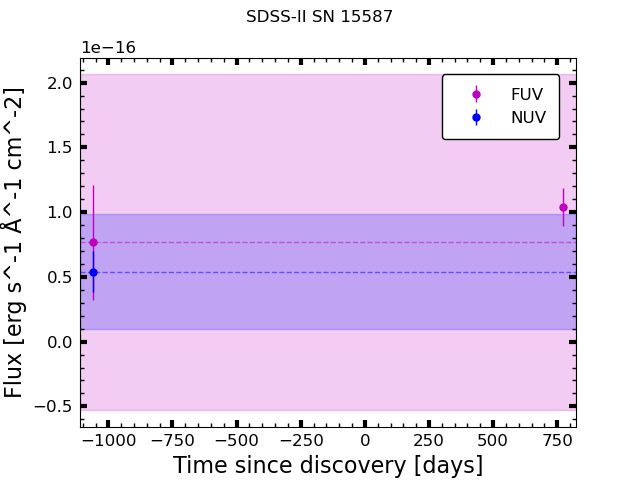 SDSS-II SN 15587
1e−16
FUV
NUV
2.0
1.5
1.0
0.5
0.0
−0.5
Flux [erg s^-1 Å^-1 cm^-2]
−1000 −750 −500 −250 0 250 500 750
Time since discovery [days]